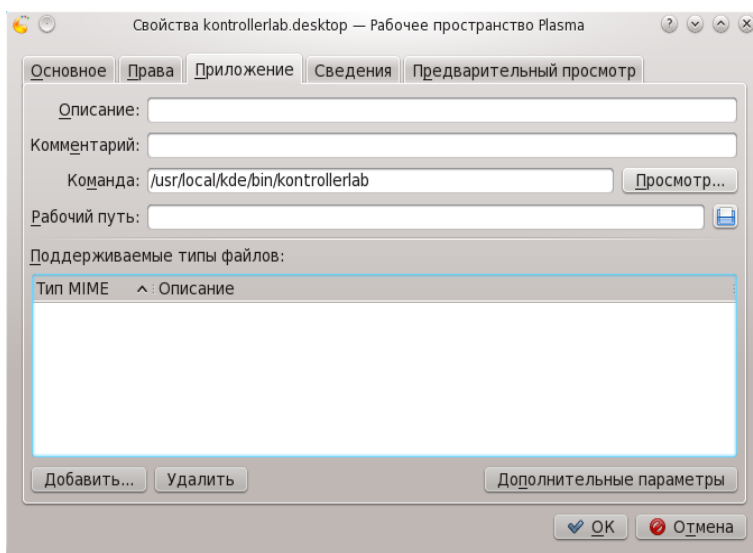 Свойства kontrollerlab.desktop — Рабочее пространство Plasma
Основное Права Приложение Сведения Предварительный просмотр
Описание:
Комментарий:
Команда: /usr/local/kde/bin/kontrollerlab Просмотр...
Рабочий путь:
Поддерживаемые типы файлов:
Тип MIME Описание
Добавить... Удалить Дополнительные параметры
OK Отмена